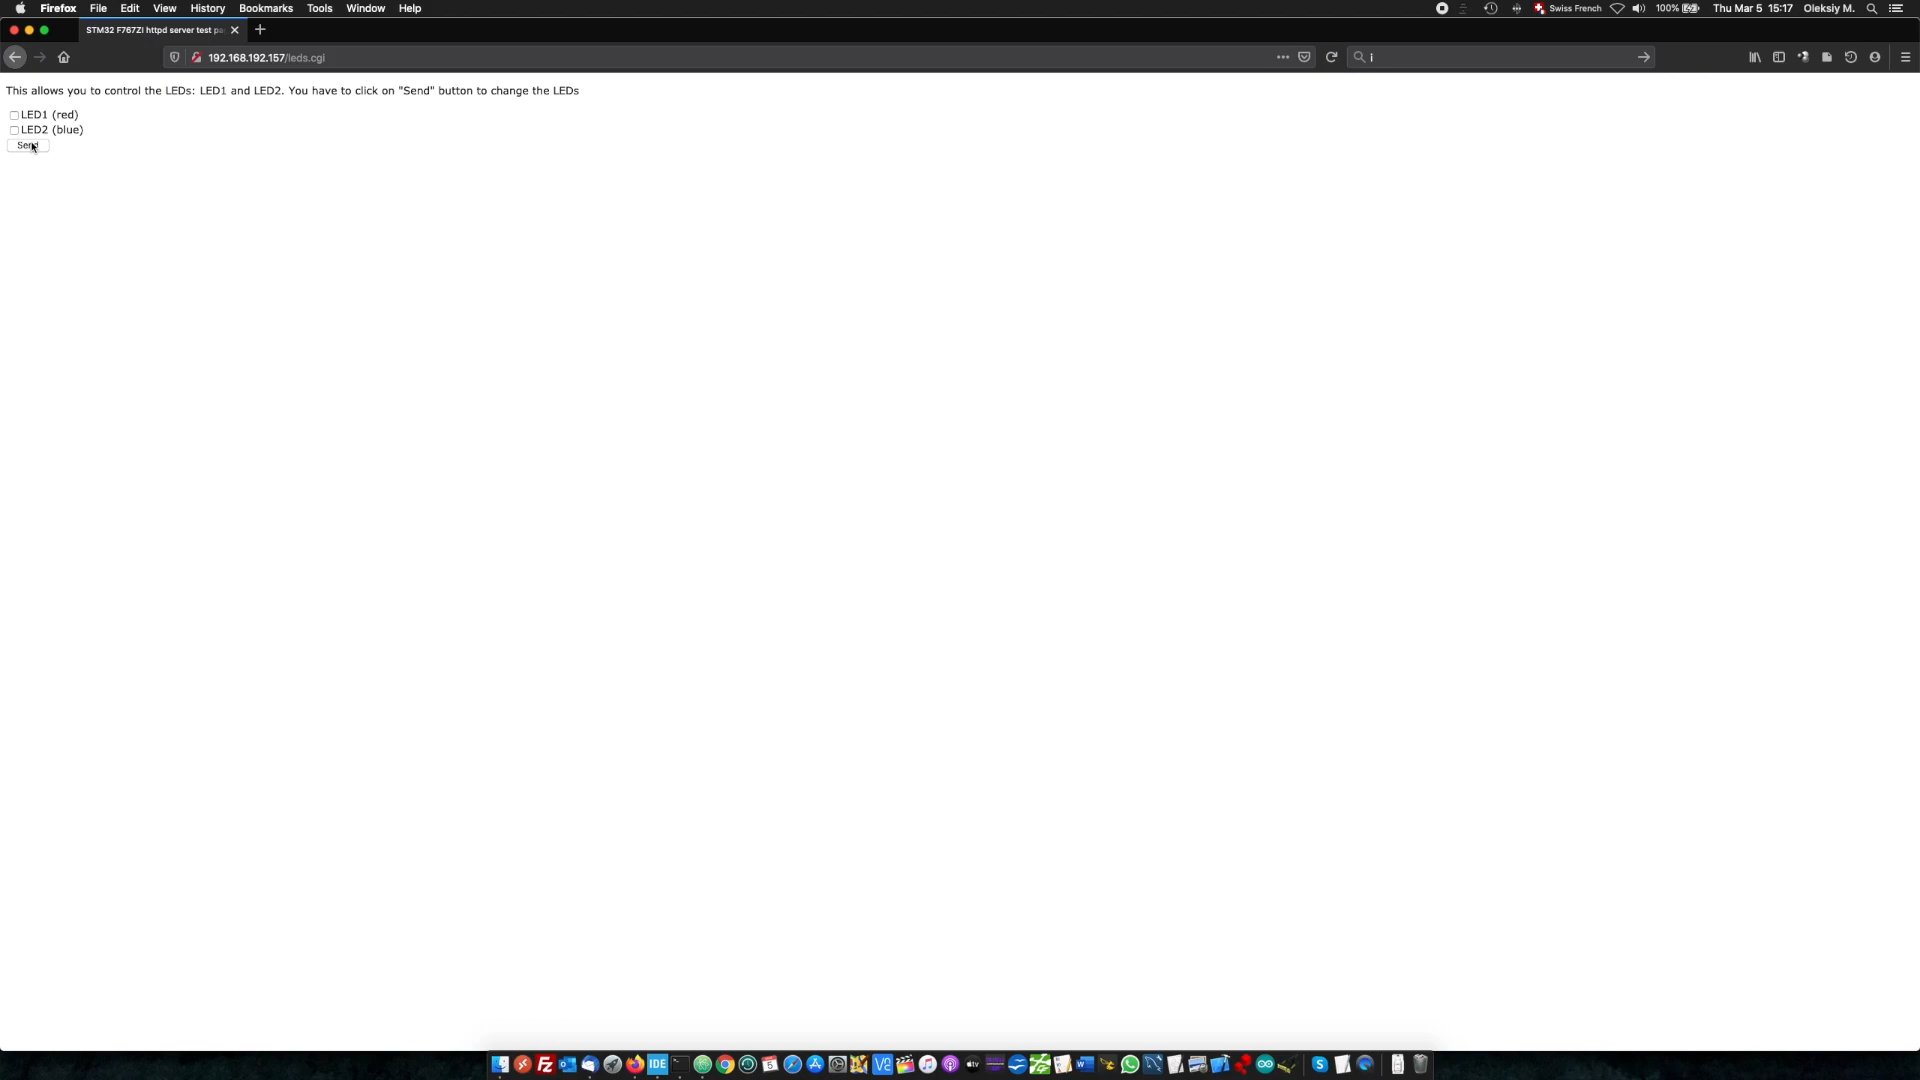 Firefox File Edit View History Bookmarks Tools Window Help
Swiss French 100% Thu Mar 5 15:17 Oleksiy M.
STM32 F767ZI httpd server test pa
192.168.192.157/leds.cgi
i
This allows you to control the LEDs: LED1 and LED2. You have to click on "Send" button to change the LEDs
LED1 (red)
LED2 (blue)
Send
IDE